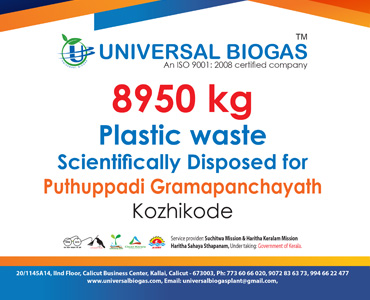 UNIVERSAL BIOGAS TM
An ISO 9001: 2008 certified company
8950 kg
Plastic waste
Scientifically Disposed for
Puthuppadi Gramapanchayath
Kozhikode
Service provider: Suchitwa Mission & Haritha Keralam Mission
Haritha Sahaya Sthapanam, Under taking: Government of Kerala.
20/1145A14, IInd Floor, Calicut Business Center, Kallai, Calicut - 673003, Ph: 773 60 66 020, 9072 83 63 73, 994 66 22 477
www.universalbiogas.com, Email: universalbiogasplant@gmail.com,